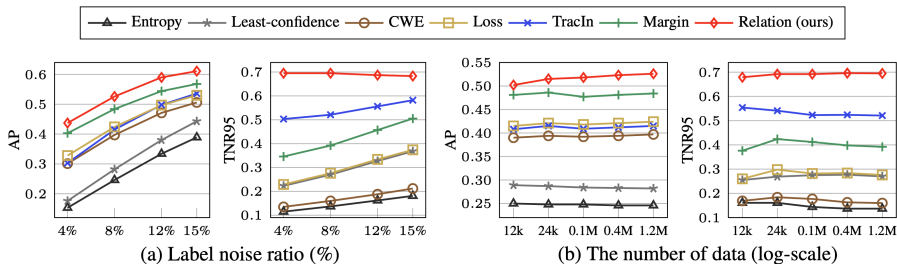 Entropy Least-confidence CWE Loss TracIn Margin Relation (ours)
AP
0.6
0.5
0.4
0.3
0.2
4% 8% 12% 15%
TNR95
0.7
0.6
0.5
0.4
0.3
0.2
0.1
4% 8% 12% 15%
(a) Label noise ratio (%)
AP
0.55
0.50
0.45
0.40
0.35
0.30
0.25
0.22
12k 24k 0.1M 0.4M 1.2M
TNR95
0.7
0.6
0.5
0.4
0.3
0.2
0.1
12k 24k 0.1M 0.4M 1.2M
(b) The number of data (log-scale)